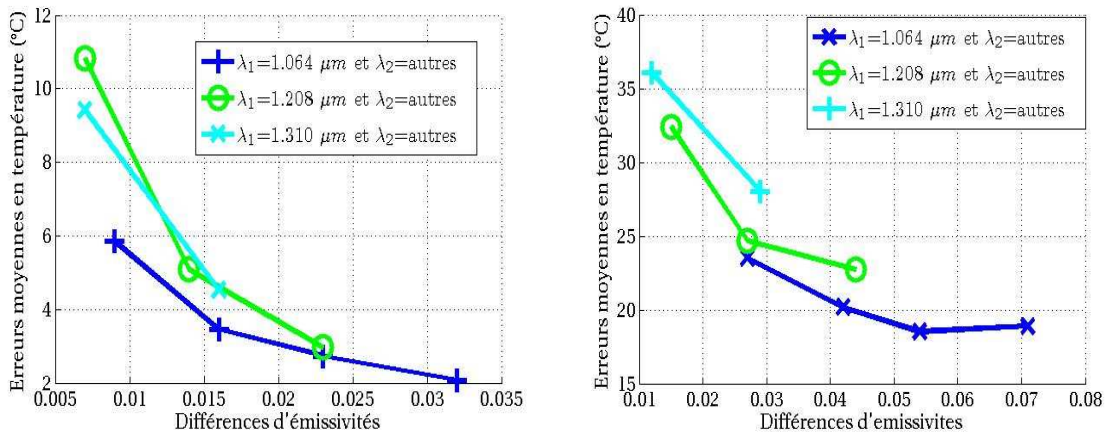 Erreurs moyennes en température (°C)
12
10
8
6
4
2
0.005
0.01
0.015
0.02
0.025
0.03
0.035
Différences d'émissivités
λ₁=1.064 μm et λ₂=autres
λ₁=1.208 μm et λ₂=autres
λ₁=1.310 μm et λ₂=autres
Erreurs moyennes en température (°C)
40
35
30
25
20
15
0.01
0.02
0.03
0.04
0.05
0.06
0.07
0.08
Différences d'emissivites
λ₁=1.064 μm et λ₂=autres
λ₁=1.208 μm et λ₂=autres
λ₁=1.310 μm et λ₂=autres